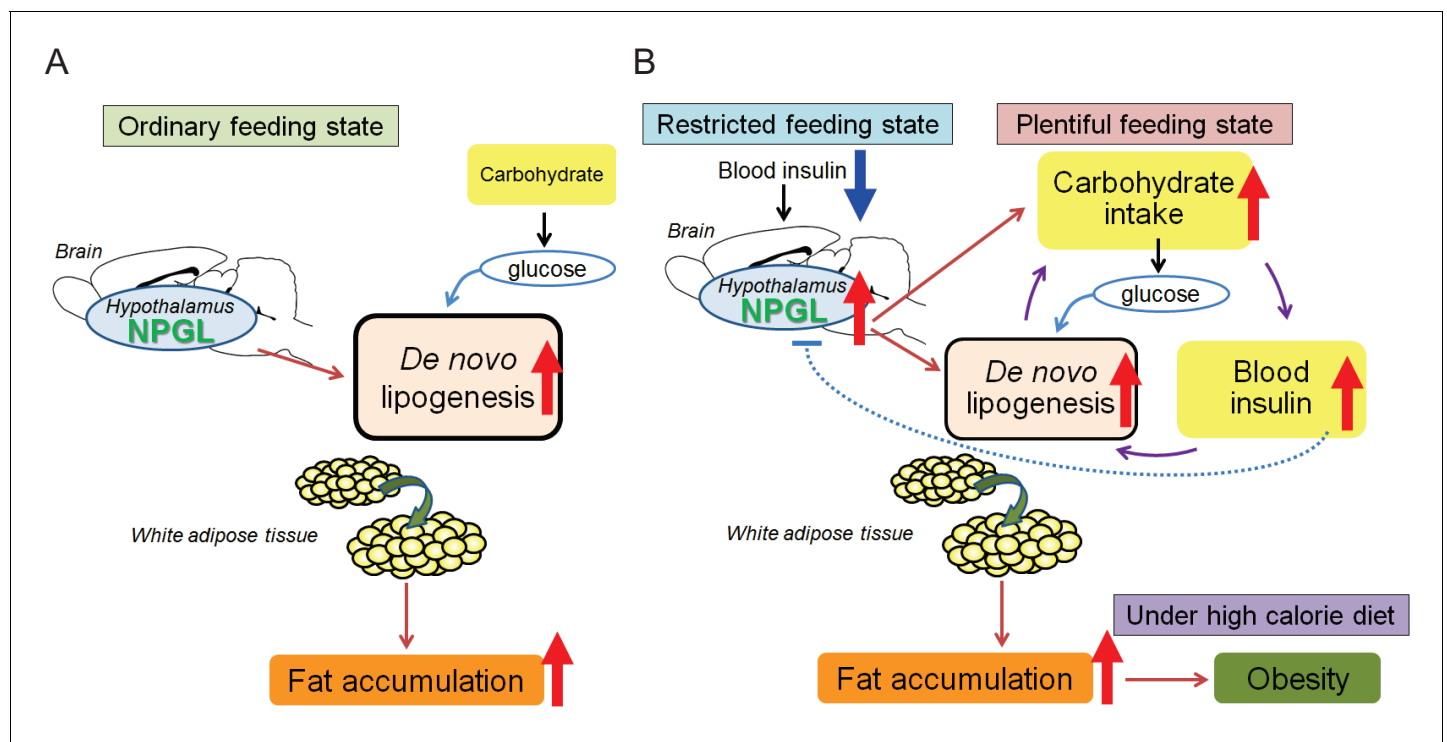 A
Ordinary feeding state
Carbohydrate
Brain
glucose
Hypothalamus
NPGL
De novo
lipogenesis
White adipose tissue
Fat accumulation
B
Restricted feeding state
Plentiful feeding state
Blood insulin
Carbohydrate
intake
Brain
Hypothalamus
NPGL
glucose
De novo
lipogenesis
Blood
insulin
White adipose tissue
Under high calorie diet
Fat accumulation
Obesity